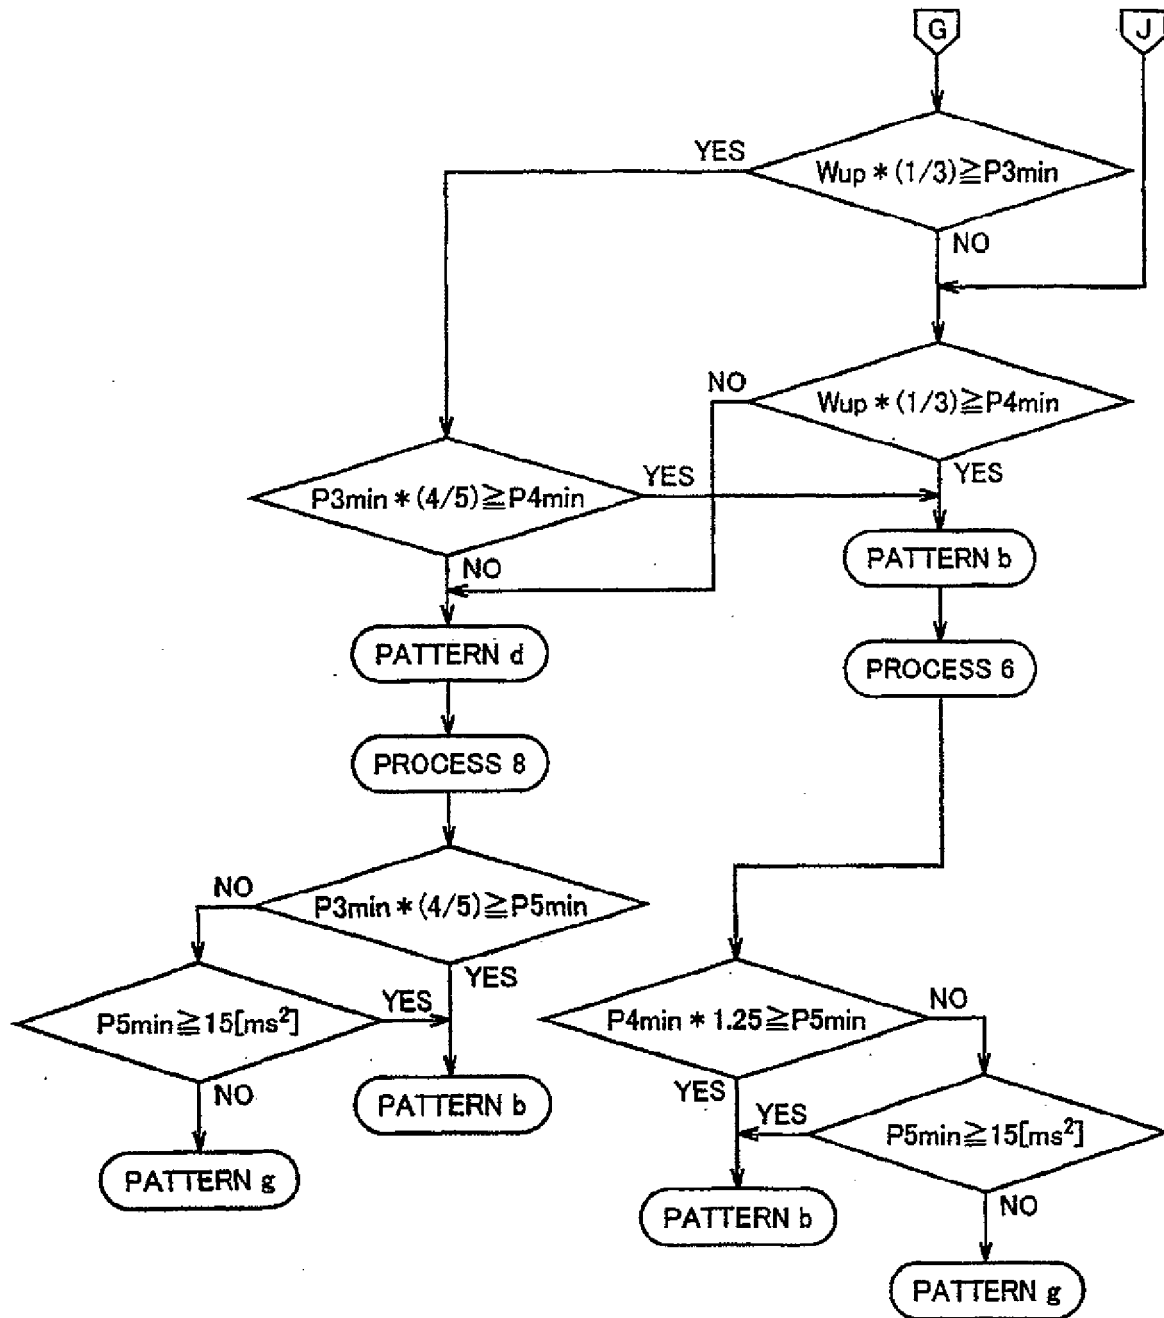 G
J
YES
Wup*(1/3)≧P3min
NO
NO
Wup*(1/3)≧P4min
YES
P3min*(4/5)≧P4min
YES
NO
PATTERN b
PATTERN d
PROCESS 6
PROCESS 8
NO
P3min*(4/5)≧P5min
YES
P5min≧15[ms²]
YES
NO
P4min*1.25≧P5min
NO
YES
PATTERN b
YES
P5min≧15[ms²]
NO
PATTERN g
PATTERN b
PATTERN g